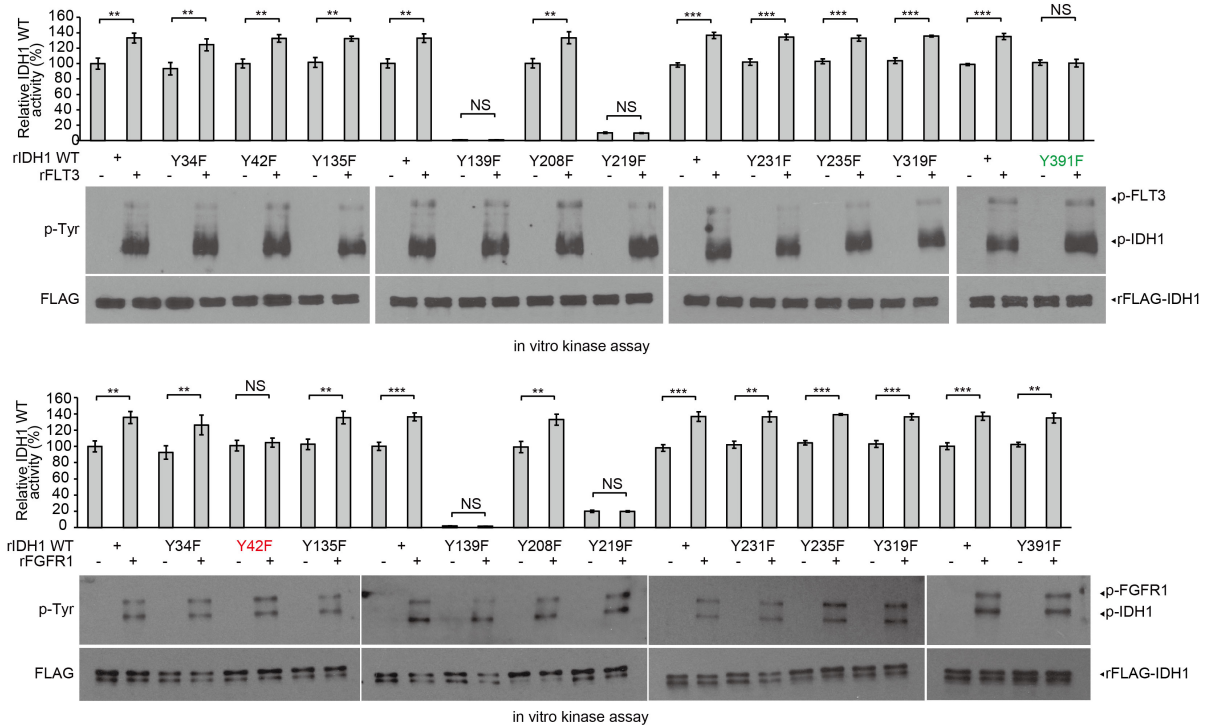 ** ** ** ** ** ** *** *** *** *** *** NS
NS NS
Relative IDH1 WT activity (%)
160
140
120
100
80
60
40
20
0
rIDH1 WT + Y34F Y42F Y135F + Y139F Y208F Y219F + Y231F Y235F Y319F + Y391F
rFLT3 - + - + - + - + - + - + - + - + - + - + - + - + - + - +
p-Tyr
p-FLT3
p-IDH1
FLAG
rFLAG-IDH1
in vitro kinase assay
** ** NS ** *** ** *** ** *** *** *** **
NS NS
Relative IDH1 WT activity (%)
160
140
120
100
80
60
40
20
0
rIDH1 WT + Y34F Y42F Y135F + Y139F Y208F Y219F + Y231F Y235F Y319F + Y391F
rFGFR1 - + - + - + - + - + - + - + - + - + - + - + - + - + - +
p-Tyr
p-FGFR1
p-IDH1
FLAG
rFLAG-IDH1
in vitro kinase assay